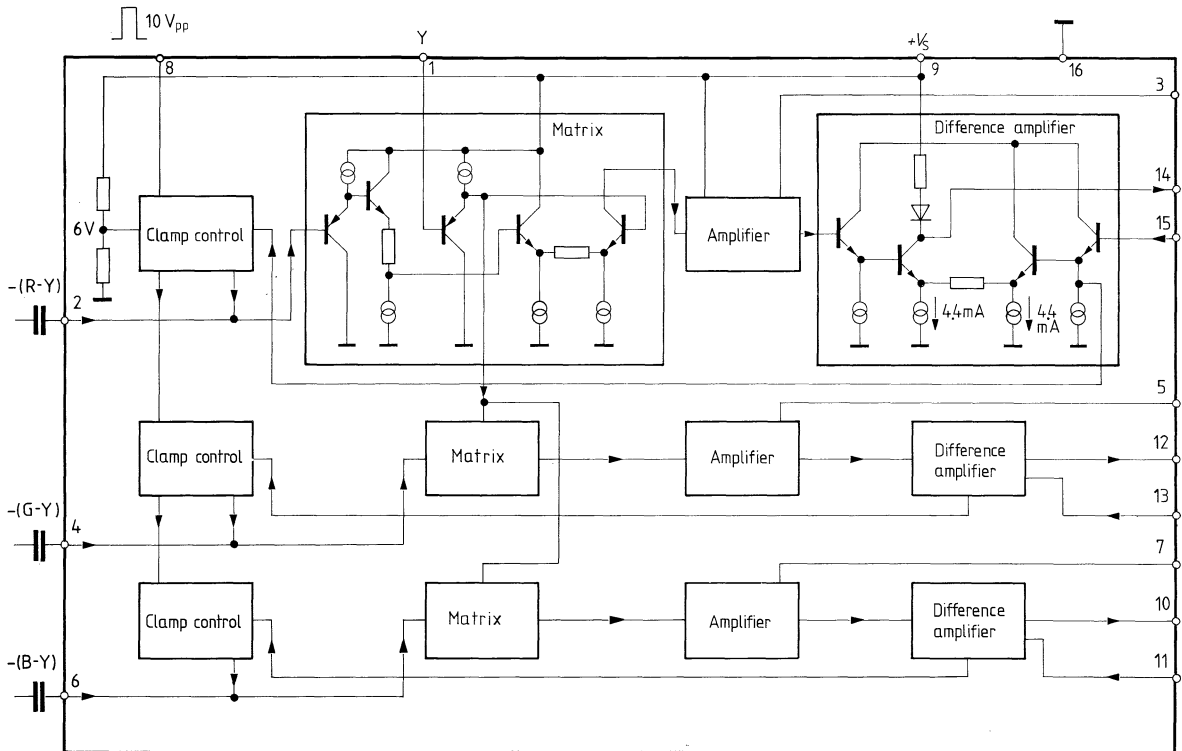 10 Vpp
Y
+Vs
8
1
9
16
3
Matrix
Difference amplifier
14
6V
Clamp control
Amplifier
15
-(R-Y)
2
4.4mA
4.4 mA
5
Clamp control
Matrix
Amplifier
Difference amplifier
12
-(G-Y)
4
13
7
Clamp control
Matrix
Amplifier
Difference amplifier
10
-(B-Y)
6
11